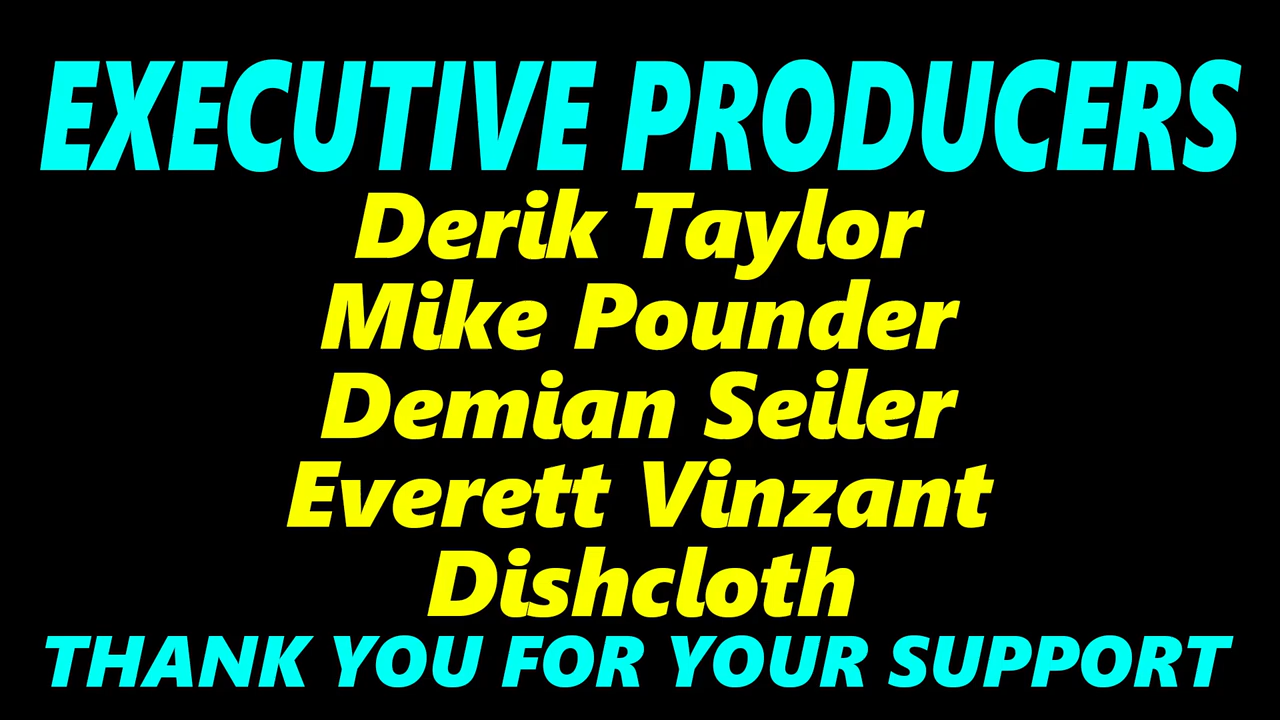 EXECUTIVE PRODUCERS
Derik Taylor
Mike Pounder
Demian Seiler
Everett Vinzant
Dishcloth
THANK YOU FOR YOUR SUPPORT